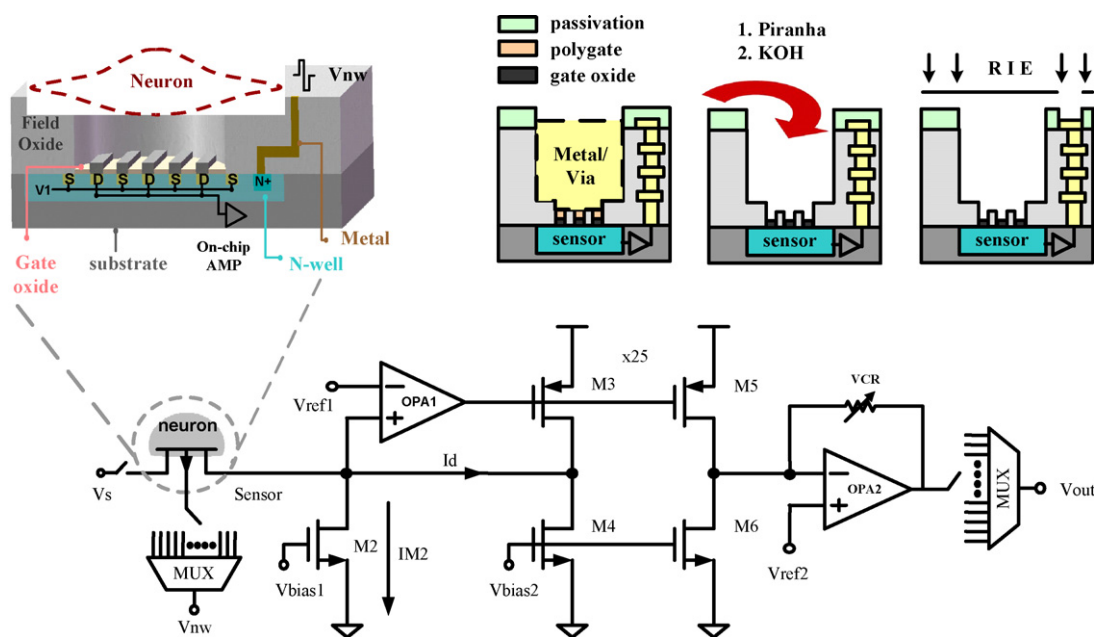 Neuron
Vnw
Field
Oxide
S D S D S D S
N+
V1
On-chip
AMP
Gate
oxide
substrate
N-well
Metal
passivation
polygate
gate oxide
Metal/
Via
sensor
1. Piranha
2. KOH
sensor
R I E
sensor
x25
Vref1
OPA1
M3
M5
VCR
neuron
Vs
Sensor
Id
OPA2
MUX
Vout
MUX
Vnw
M2
IM2
Vbias1
M4
Vbias2
M6
Vref2